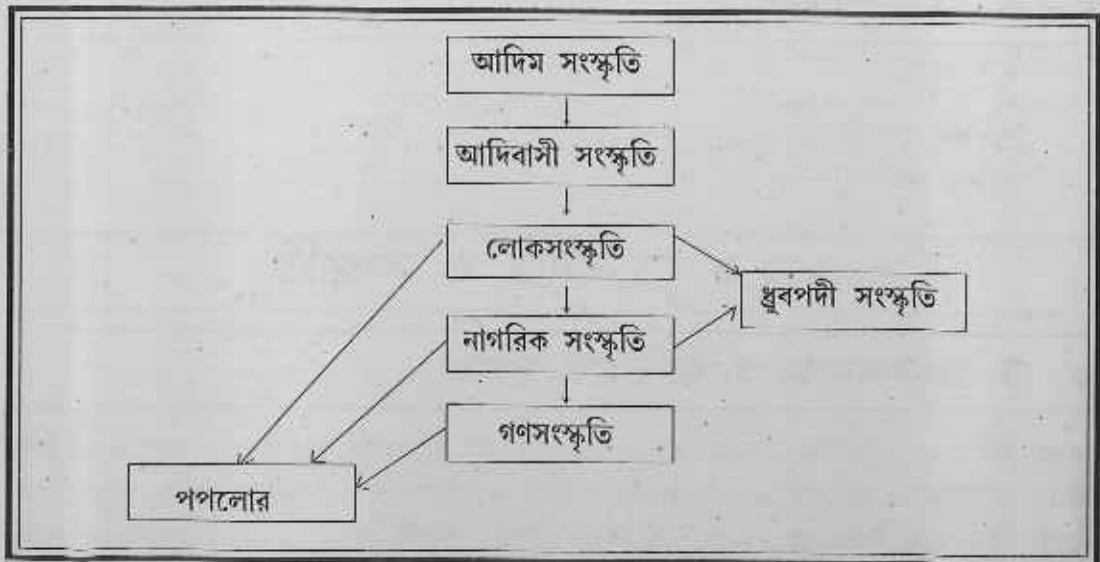 আদিম সংস্কৃতি
আদিবাসী সংস্কৃতি
লোকসংস্কৃতি
ধ্রুবপদী সংস্কৃতি
নাগরিক সংস্কৃতি
গণসংস্কৃতি
পপলোর